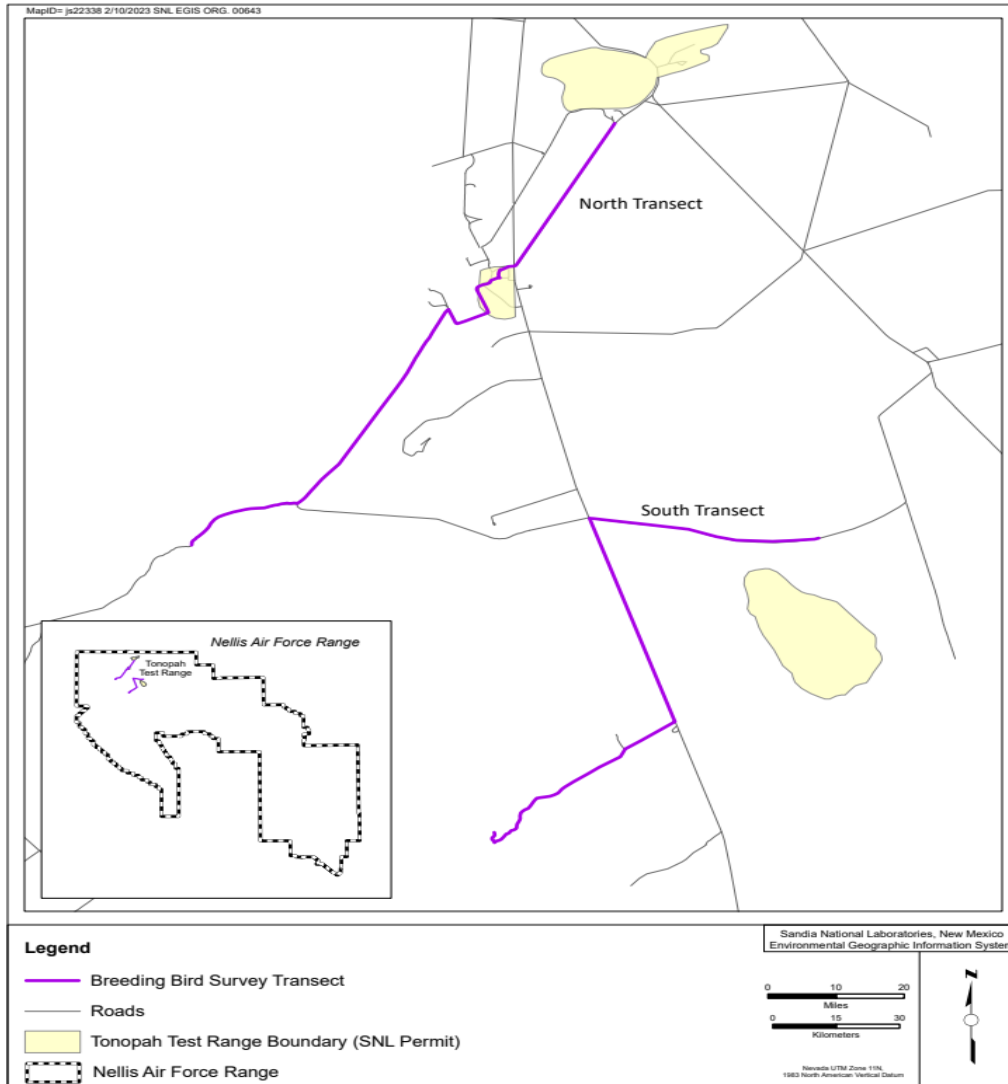 MapID= js22338 2/10/2023 SNL EGIS ORG. 00643
North Transect
South Transect
Nellis Air Force Range
Tonopah
Test Range
Legend
Breeding Bird Survey Transect
Roads
Tonopah Test Range Boundary (SNL Permit)
Nellis Air Force Range
Sandia National Laboratories, New Mexico
Environmental Geographic Information System
0 10 20
Miles
0 15 30
Kilometers
N
Nevada UTM Zone 11N,
1983 North American Vertical Datum